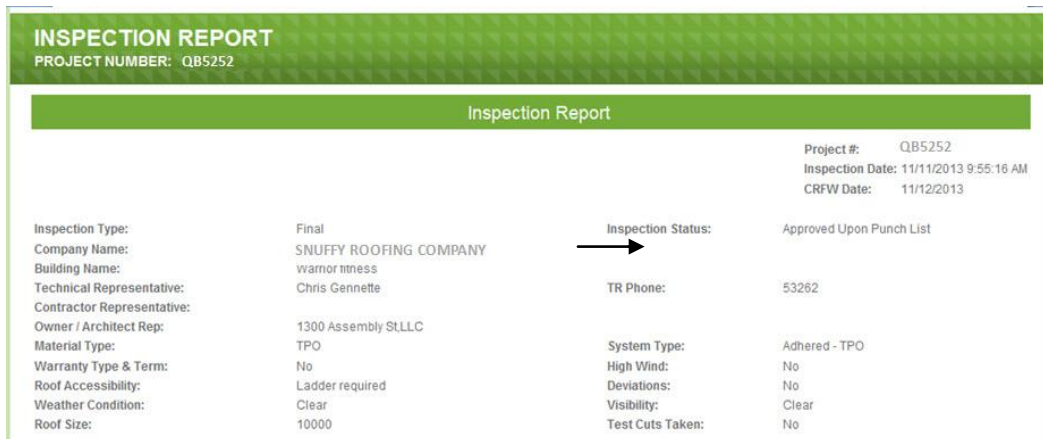 INSPECTION REPORT
PROJECT NUMBER: QB5252
Inspection Report
Project #: QB5252
Inspection Date: 11/11/2013 9:55:16 AM
CRFW Date: 11/12/2013
Inspection Type: Final Inspection Status: Approved Upon Punch List
Company Name: SNUFFY ROOFING COMPANY
Building Name: Warrior fitness
Technical Representative: Chris Gennette TR Phone: 53262
Contractor Representative:
Owner / Architect Rep: 1300 Assembly St,LLC
Material Type: TPO System Type: Adhered - TPO
Warranty Type & Term: No High Wind: No
Roof Accessibility: Ladder required Deviations: No
Weather Condition: Clear Visibility: Clear
Roof Size: 10000 Test Cuts Taken: No